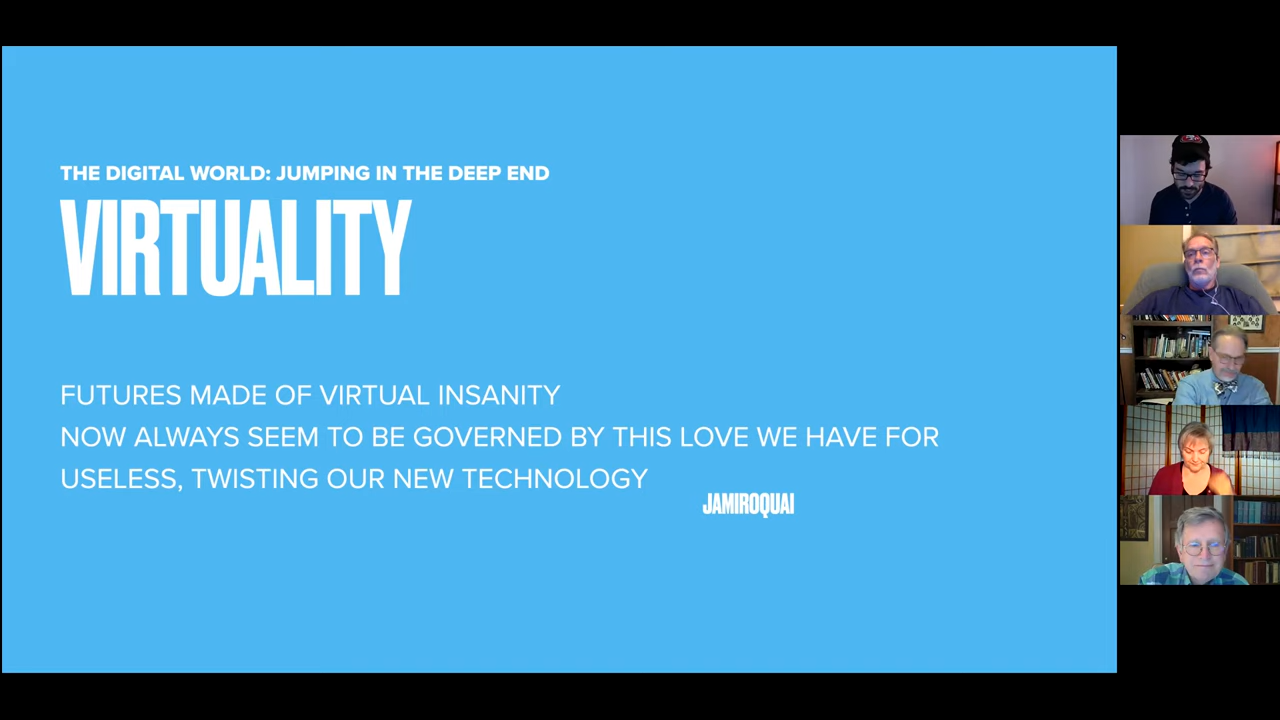 THE DIGITAL WORLD: JUMPING IN THE DEEP END
VIRTUALITY
FUTURES MADE OF VIRTUAL INSANITY
NOW ALWAYS SEEM TO BE GOVERNED BY THIS LOVE WE HAVE FOR
USELESS, TWISTING OUR NEW TECHNOLOGY
JAMIROQUAI